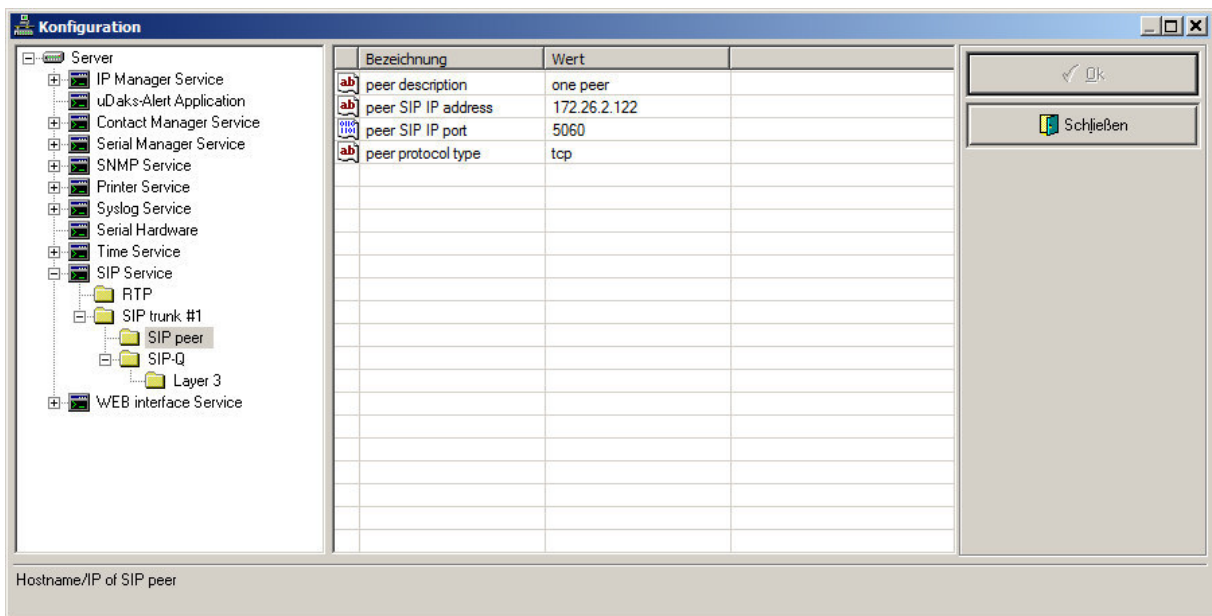 Konfiguration
Server
IP Manager Service
uDaks-Alert Application
Contact Manager Service
Serial Manager Service
SNMP Service
Printer Service
Syslog Service
Serial Hardware
Time Service
SIP Service
RTP
SIP trunk #1
SIP peer
SIP-Q
Layer 3
WEB interface Service
Bezeichnung Wert
peer description one peer
peer SIP IP address 172.26.2.122
peer SIP IP port 5060
peer protocol type tcp
Ok
Schließen
Hostname/IP of SIP peer